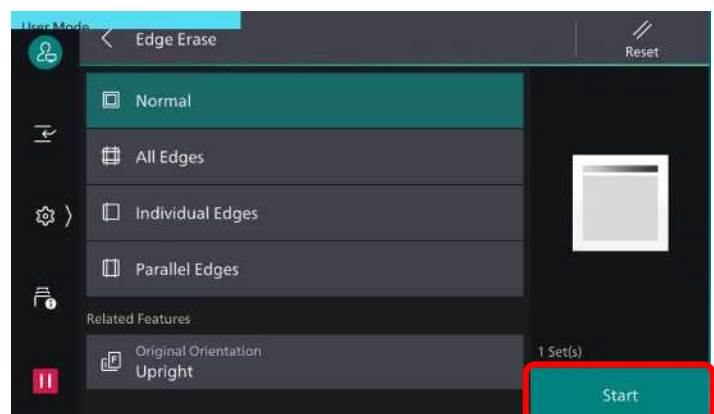 User Mode
Edge Erase
Reset
Normal
All Edges
Individual Edges
Parallel Edges
Related Features
Original Orientation
Upright
1 Set(s)
Start